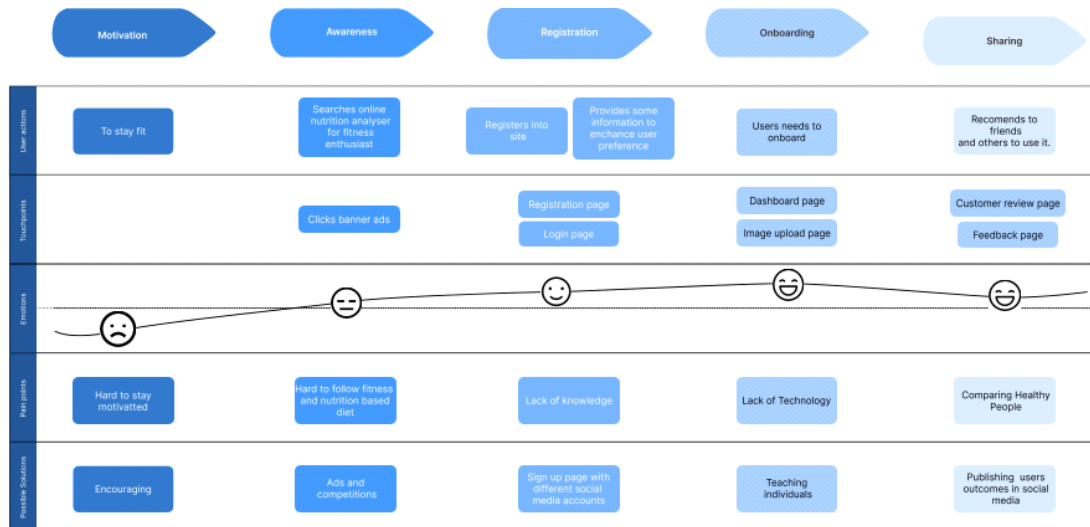 Motivation
Awareness
Registration
Onboarding
Sharing
User actions
To stay fit
Searches online
nutrition analyser
for fitness
enthusiast
Registers into
site
Provides some
information to
enchance user
preference
Users needs to
onboard
Recomends to
friends
and others to use it.
Touchpoints
Clicks banner ads
Registration page
Login page
Dashboard page
Image upload page
Customer review page
Feedback page
Emotions
Pain points
Hard to stay
motivatted
Hard to follow fitness
and nutrition based
diet
Lack of knowledge
Lack of Technology
Comparing Healthy
People
Possible Solutions
Encouraging
Ads and
competitions
Sign up page with
different social
media accounts
Teaching
individuals
Publishing users
outcomes in social
media